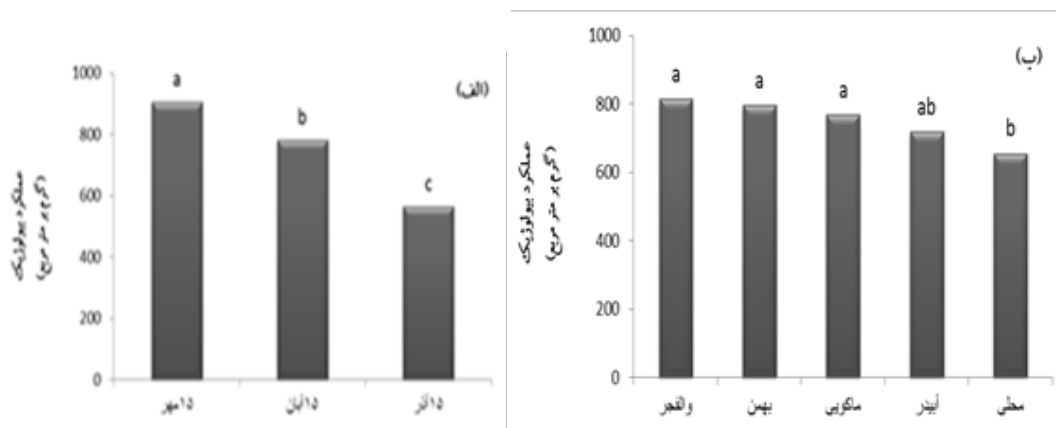 (الف)
عملکرد بیولوژیک
(گرم بر متر مربع)
1000
800
600
400
200
0
a
b
c
۱۵مهر
۱۵آبان
۱۵آذر
(ب)
عملکرد بیولوژیک
(گرم بر متر مربع)
1000
800
600
400
200
0
a
a
a
ab
b
والفجر
بهمن
ماکویی
آبیدر
محلی